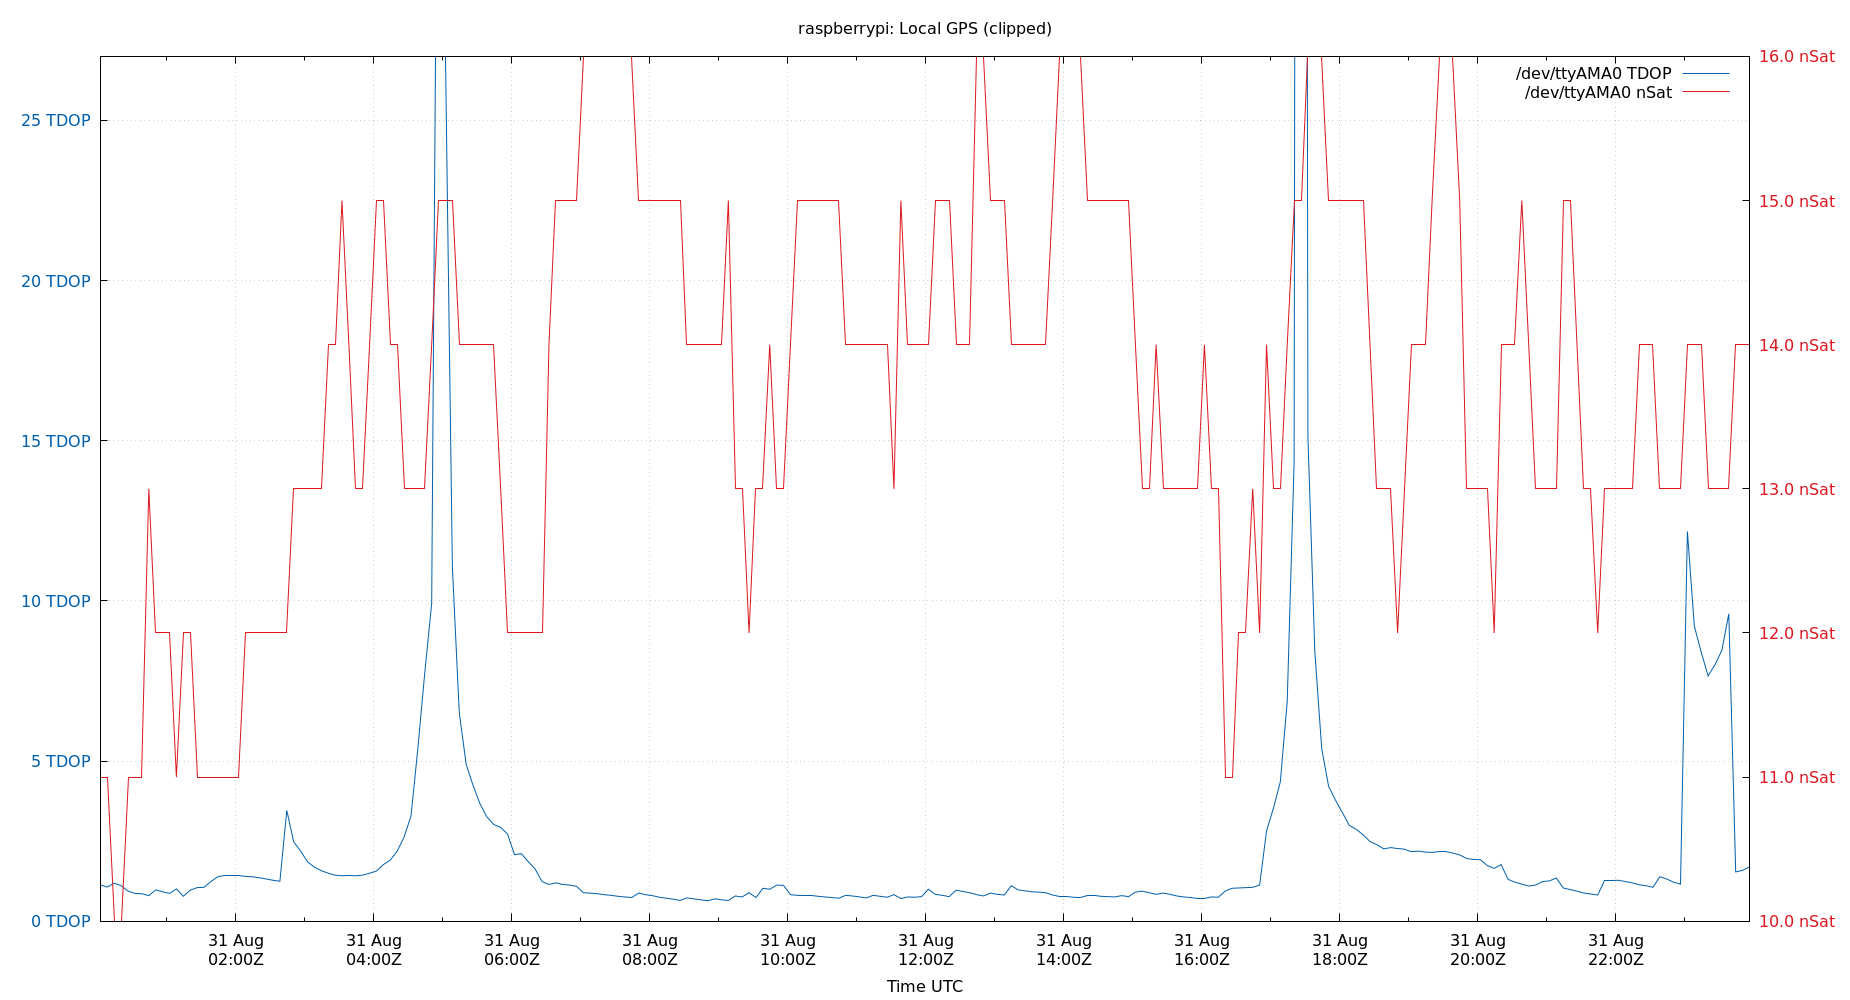 raspberrypi: Local GPS (clipped)
/dev/ttyAMA0 TDOP
/dev/ttyAMA0 nSat
25 TDOP
20 TDOP
15 TDOP
10 TDOP
5 TDOP
0 TDOP
16.0 nSat
15.0 nSat
14.0 nSat
13.0 nSat
12.0 nSat
11.0 nSat
10.0 nSat
31 Aug
02:00Z
31 Aug
04:00Z
31 Aug
06:00Z
31 Aug
08:00Z
31 Aug
10:00Z
31 Aug
12:00Z
31 Aug
14:00Z
31 Aug
16:00Z
31 Aug
18:00Z
31 Aug
20:00Z
31 Aug
22:00Z
Time UTC